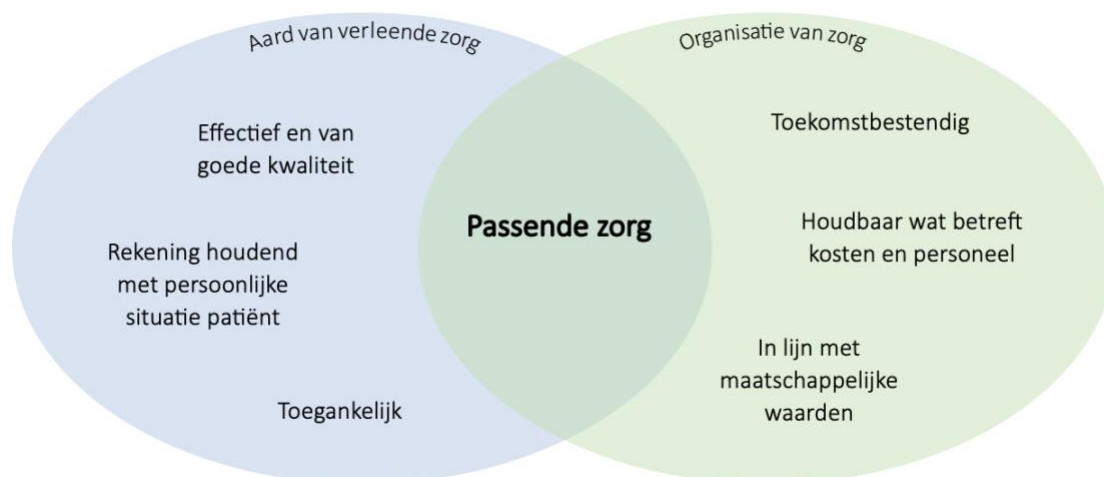 Aard van verleende zorg
Effectief en van
goede kwaliteit
Rekening houdend
met persoonlijke
situatie patiënt
Toegankelijk
Passende zorg
Organisatie van zorg
Toekomstbestendig
Houdbaar wat betreft
kosten en personeel
In lijn met
maatschappelijke
waarden